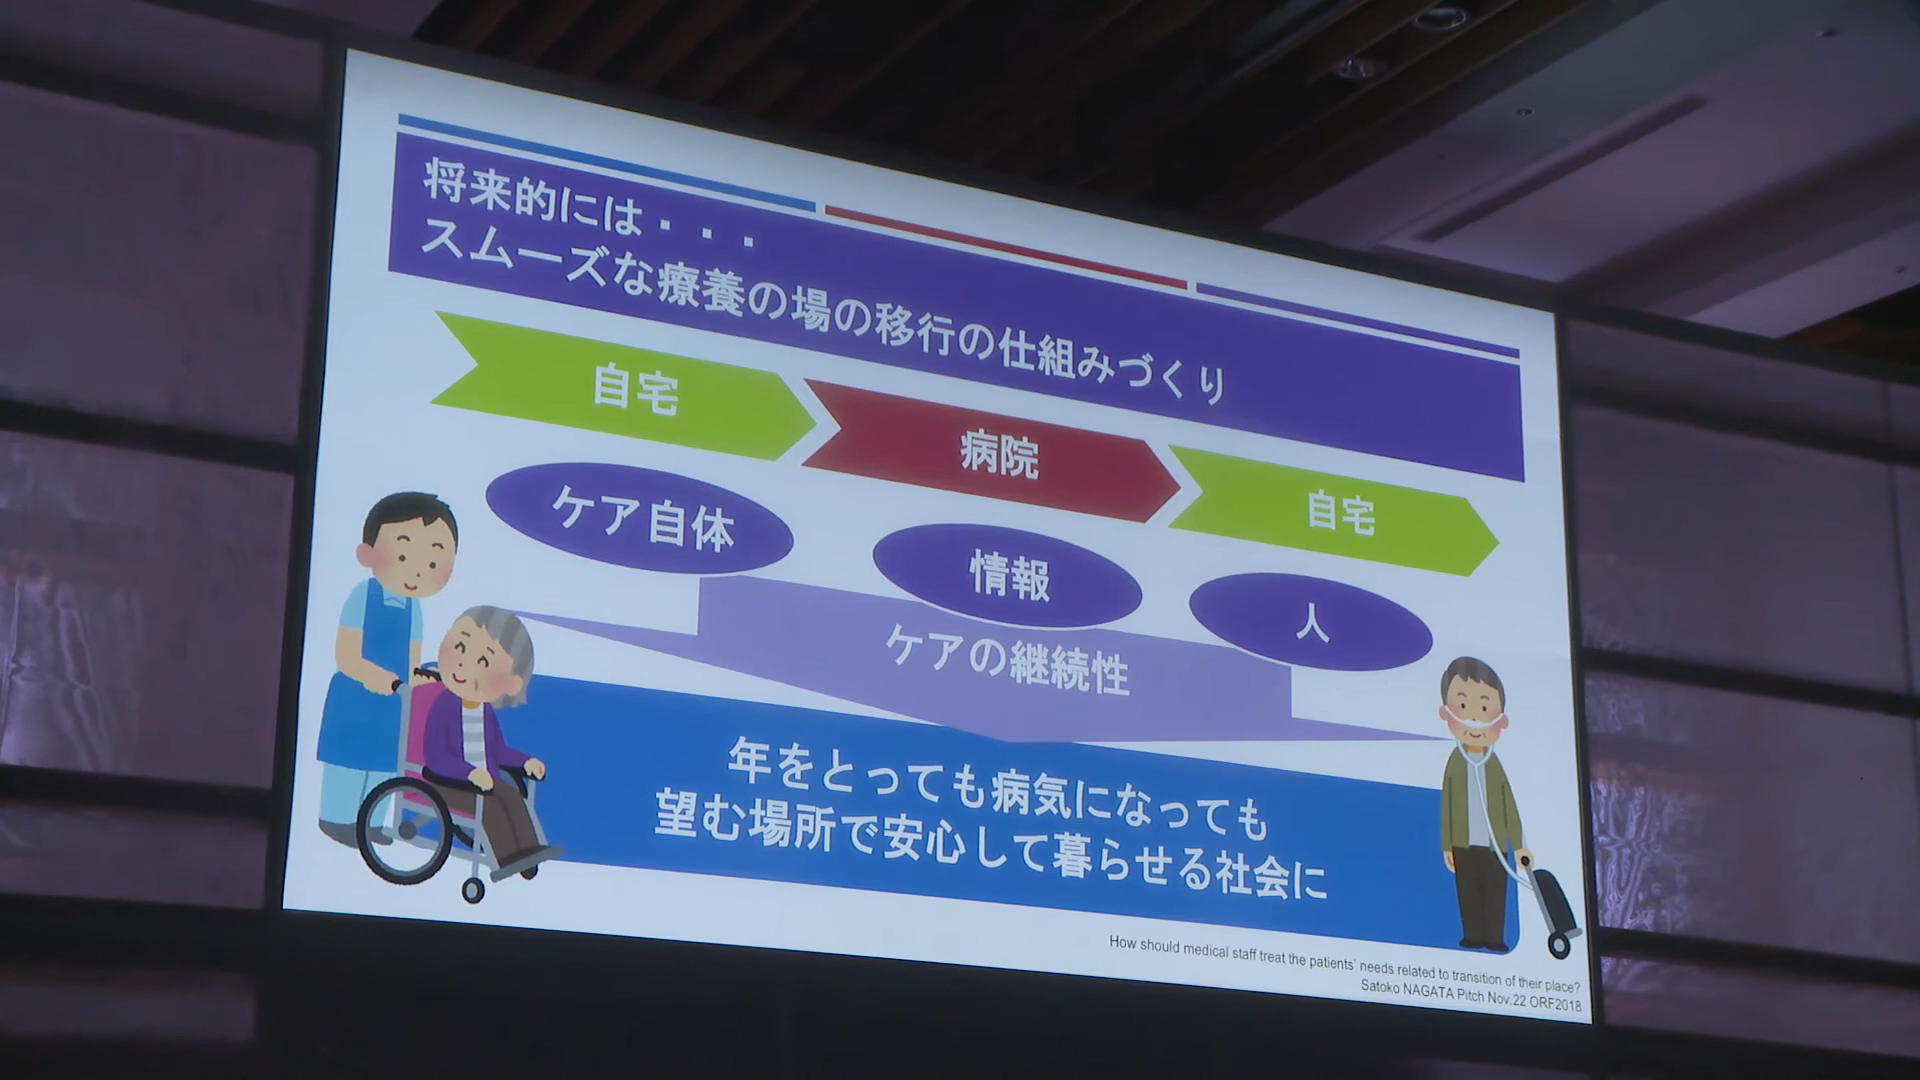 将来的には・・・
スムーズな療養の場の移行の仕組みづくり
自宅
病院
自宅
ケア自体
情報
人
ケアの継続性
年をとっても病気になっても
望む場所で安心して暮らせる社会に
How should medical staff treat the patients' needs related to transition of their place?
Satoko NAGATA Pitch Nov.22 ORF2018